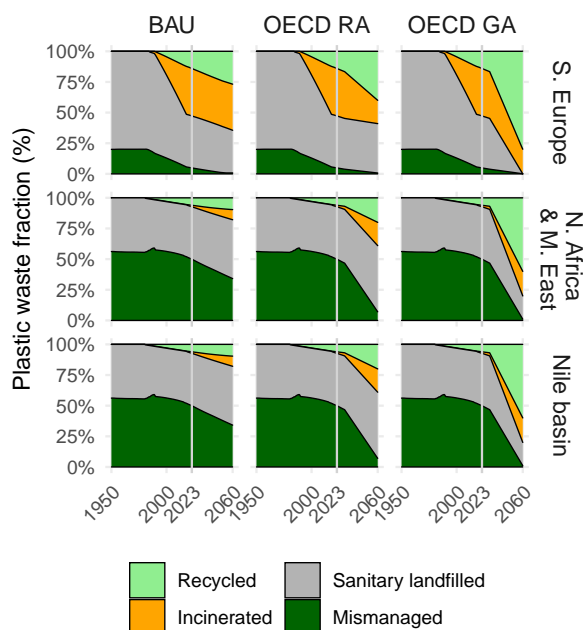 BAU OECD RA OECD GA
Plastic waste fraction (%)
100%
75%
50%
25%
0%
S. Europe
100%
75%
50%
25%
0%
N. Africa
& M. East
100%
75%
50%
25%
0%
Nile basin
1950 2000 2023 2060 1950 2000 2023 2060 1950 2000 2023 2060
Recycled Sanitary landfilled
Incinerated Mismanaged